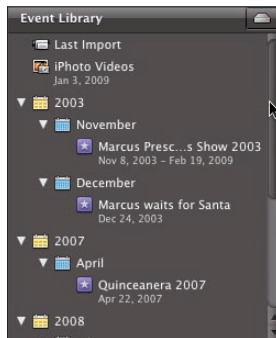 Event Library
Last Import
iPhoto Videos
Jan 3, 2009
2003
November
Marcus Presc...s Show 2003
Nov 8, 2003 – Feb 19, 2009
December
Marcus waits for Santa
Dec 24, 2003
2007
April
Quinceanera 2007
Apr 22, 2007
2008